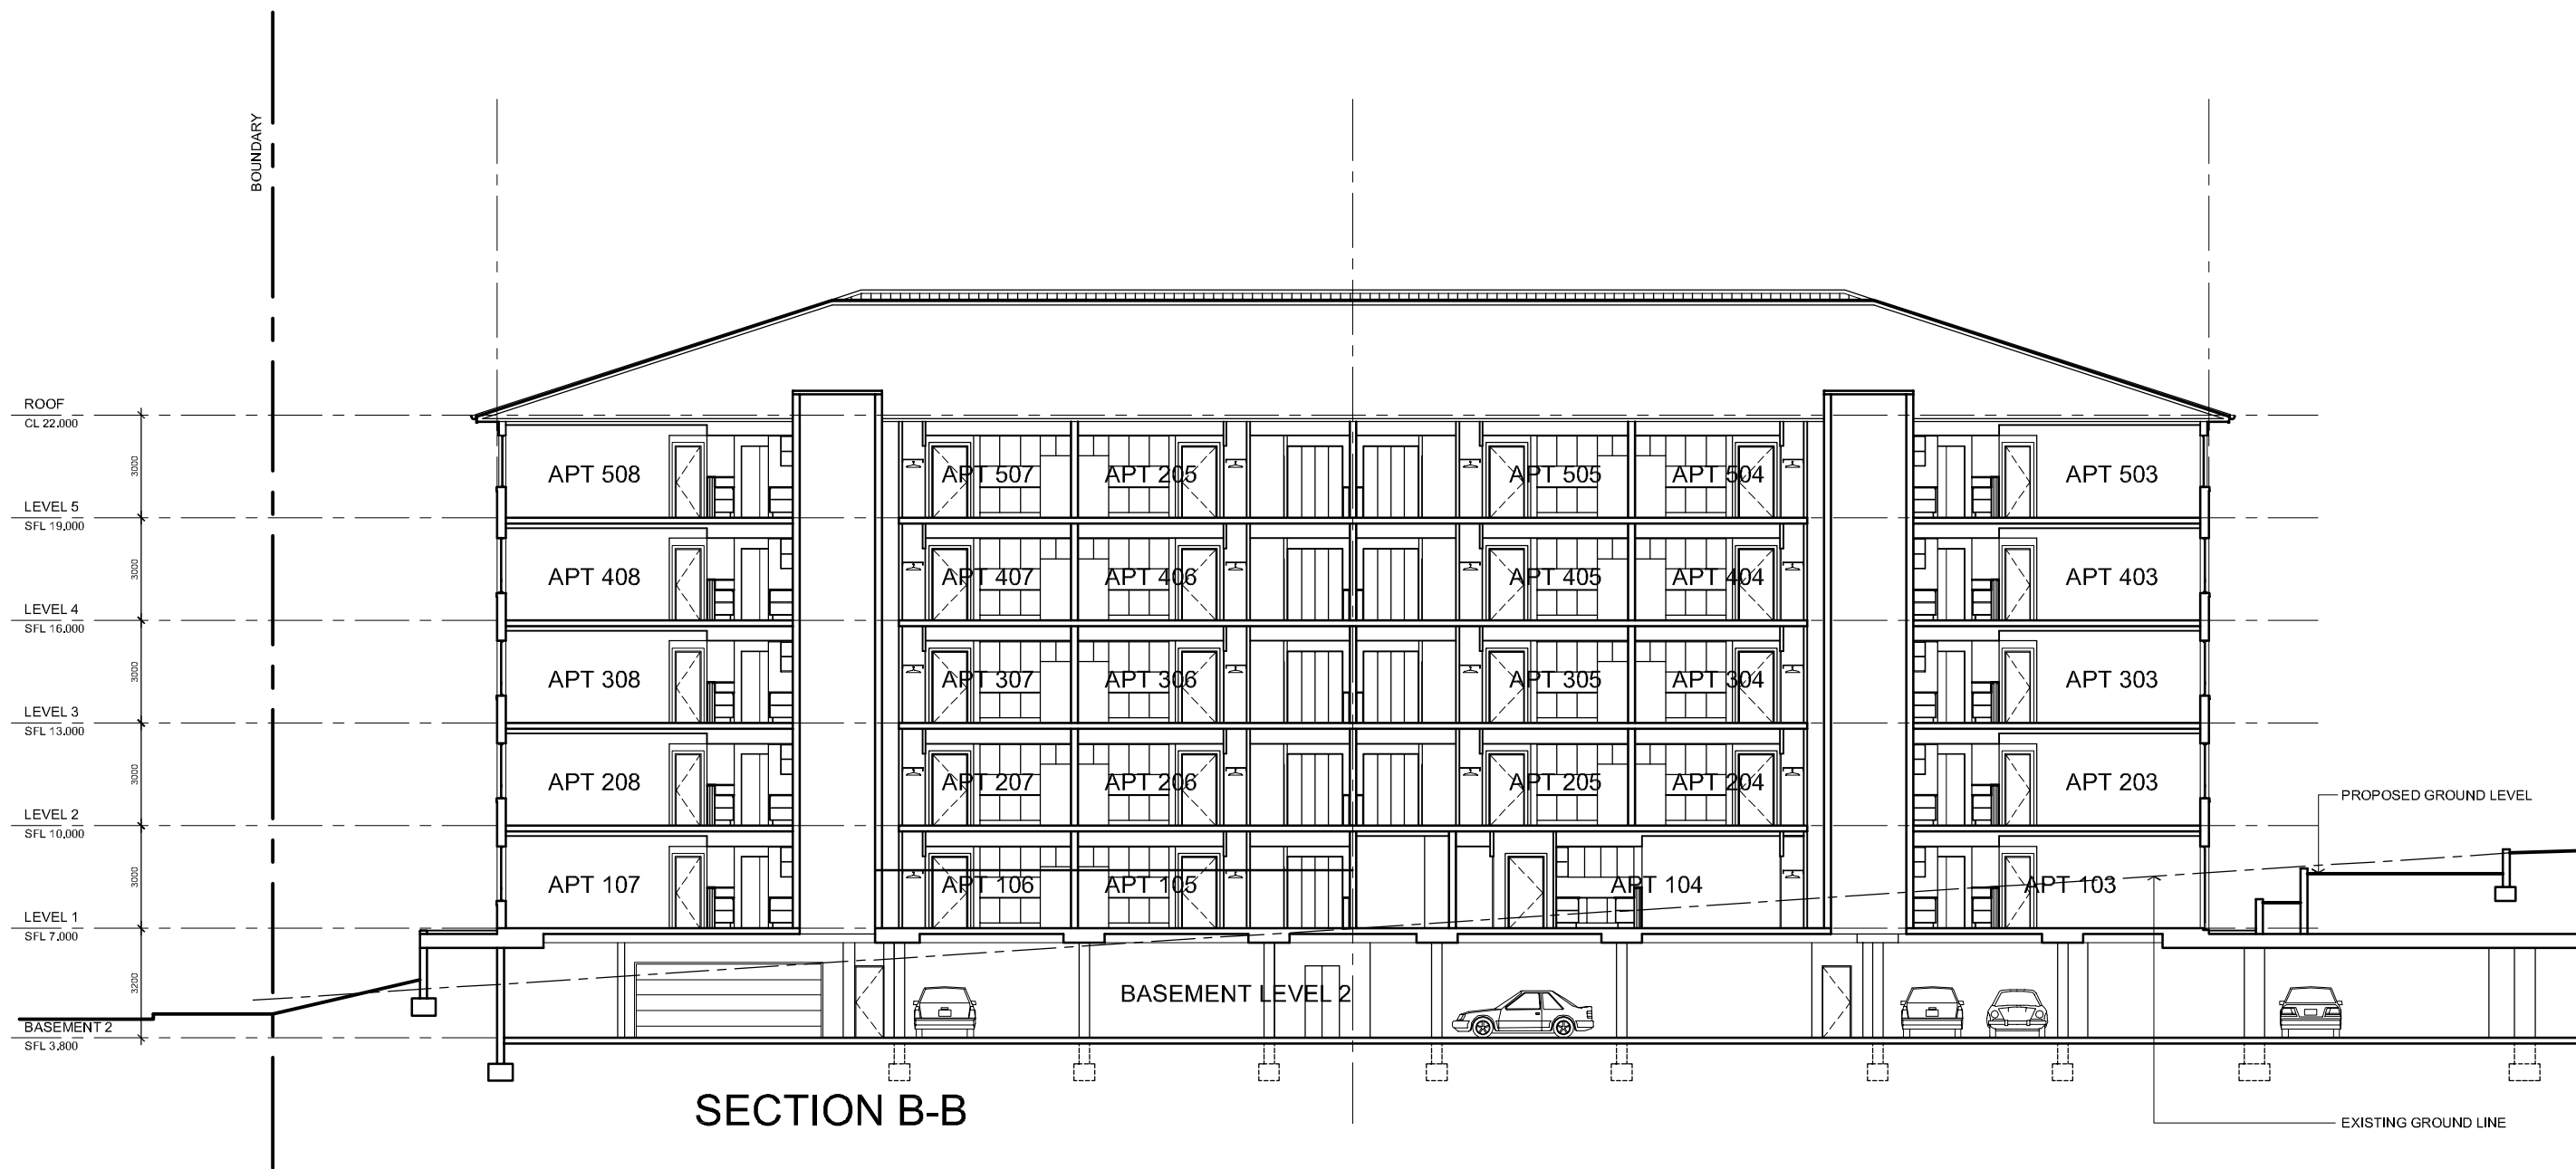 BOUNDARY
ROOF
CL 22.000
3000
APT 508
APT 507
APT 205
APT 505
APT 504
APT 503
LEVEL 5
SFL 19,000
3000
APT 408
APT 407
APT 406
APT 405
APT 404
APT 403
LEVEL 4
SFL 16.000
3000
APT 308
APT 307
APT 306
APT 305
APT 304
APT 303
LEVEL 3
SFL 13.000
3000
APT 208
APT 207
APT 206
APT 205
APT 204
APT 203
PROPOSED GROUND LEVEL
LEVEL 2
SFL 10,000
3000
APT 107
APT 106
APT 105
APT 104
APT 103
LEVEL 1
SFL 7.000
3200
BASEMENT LEVEL 2
BASEMENT 2
SFL 3.800
SECTION B-B
EXISTING GROUND LINE